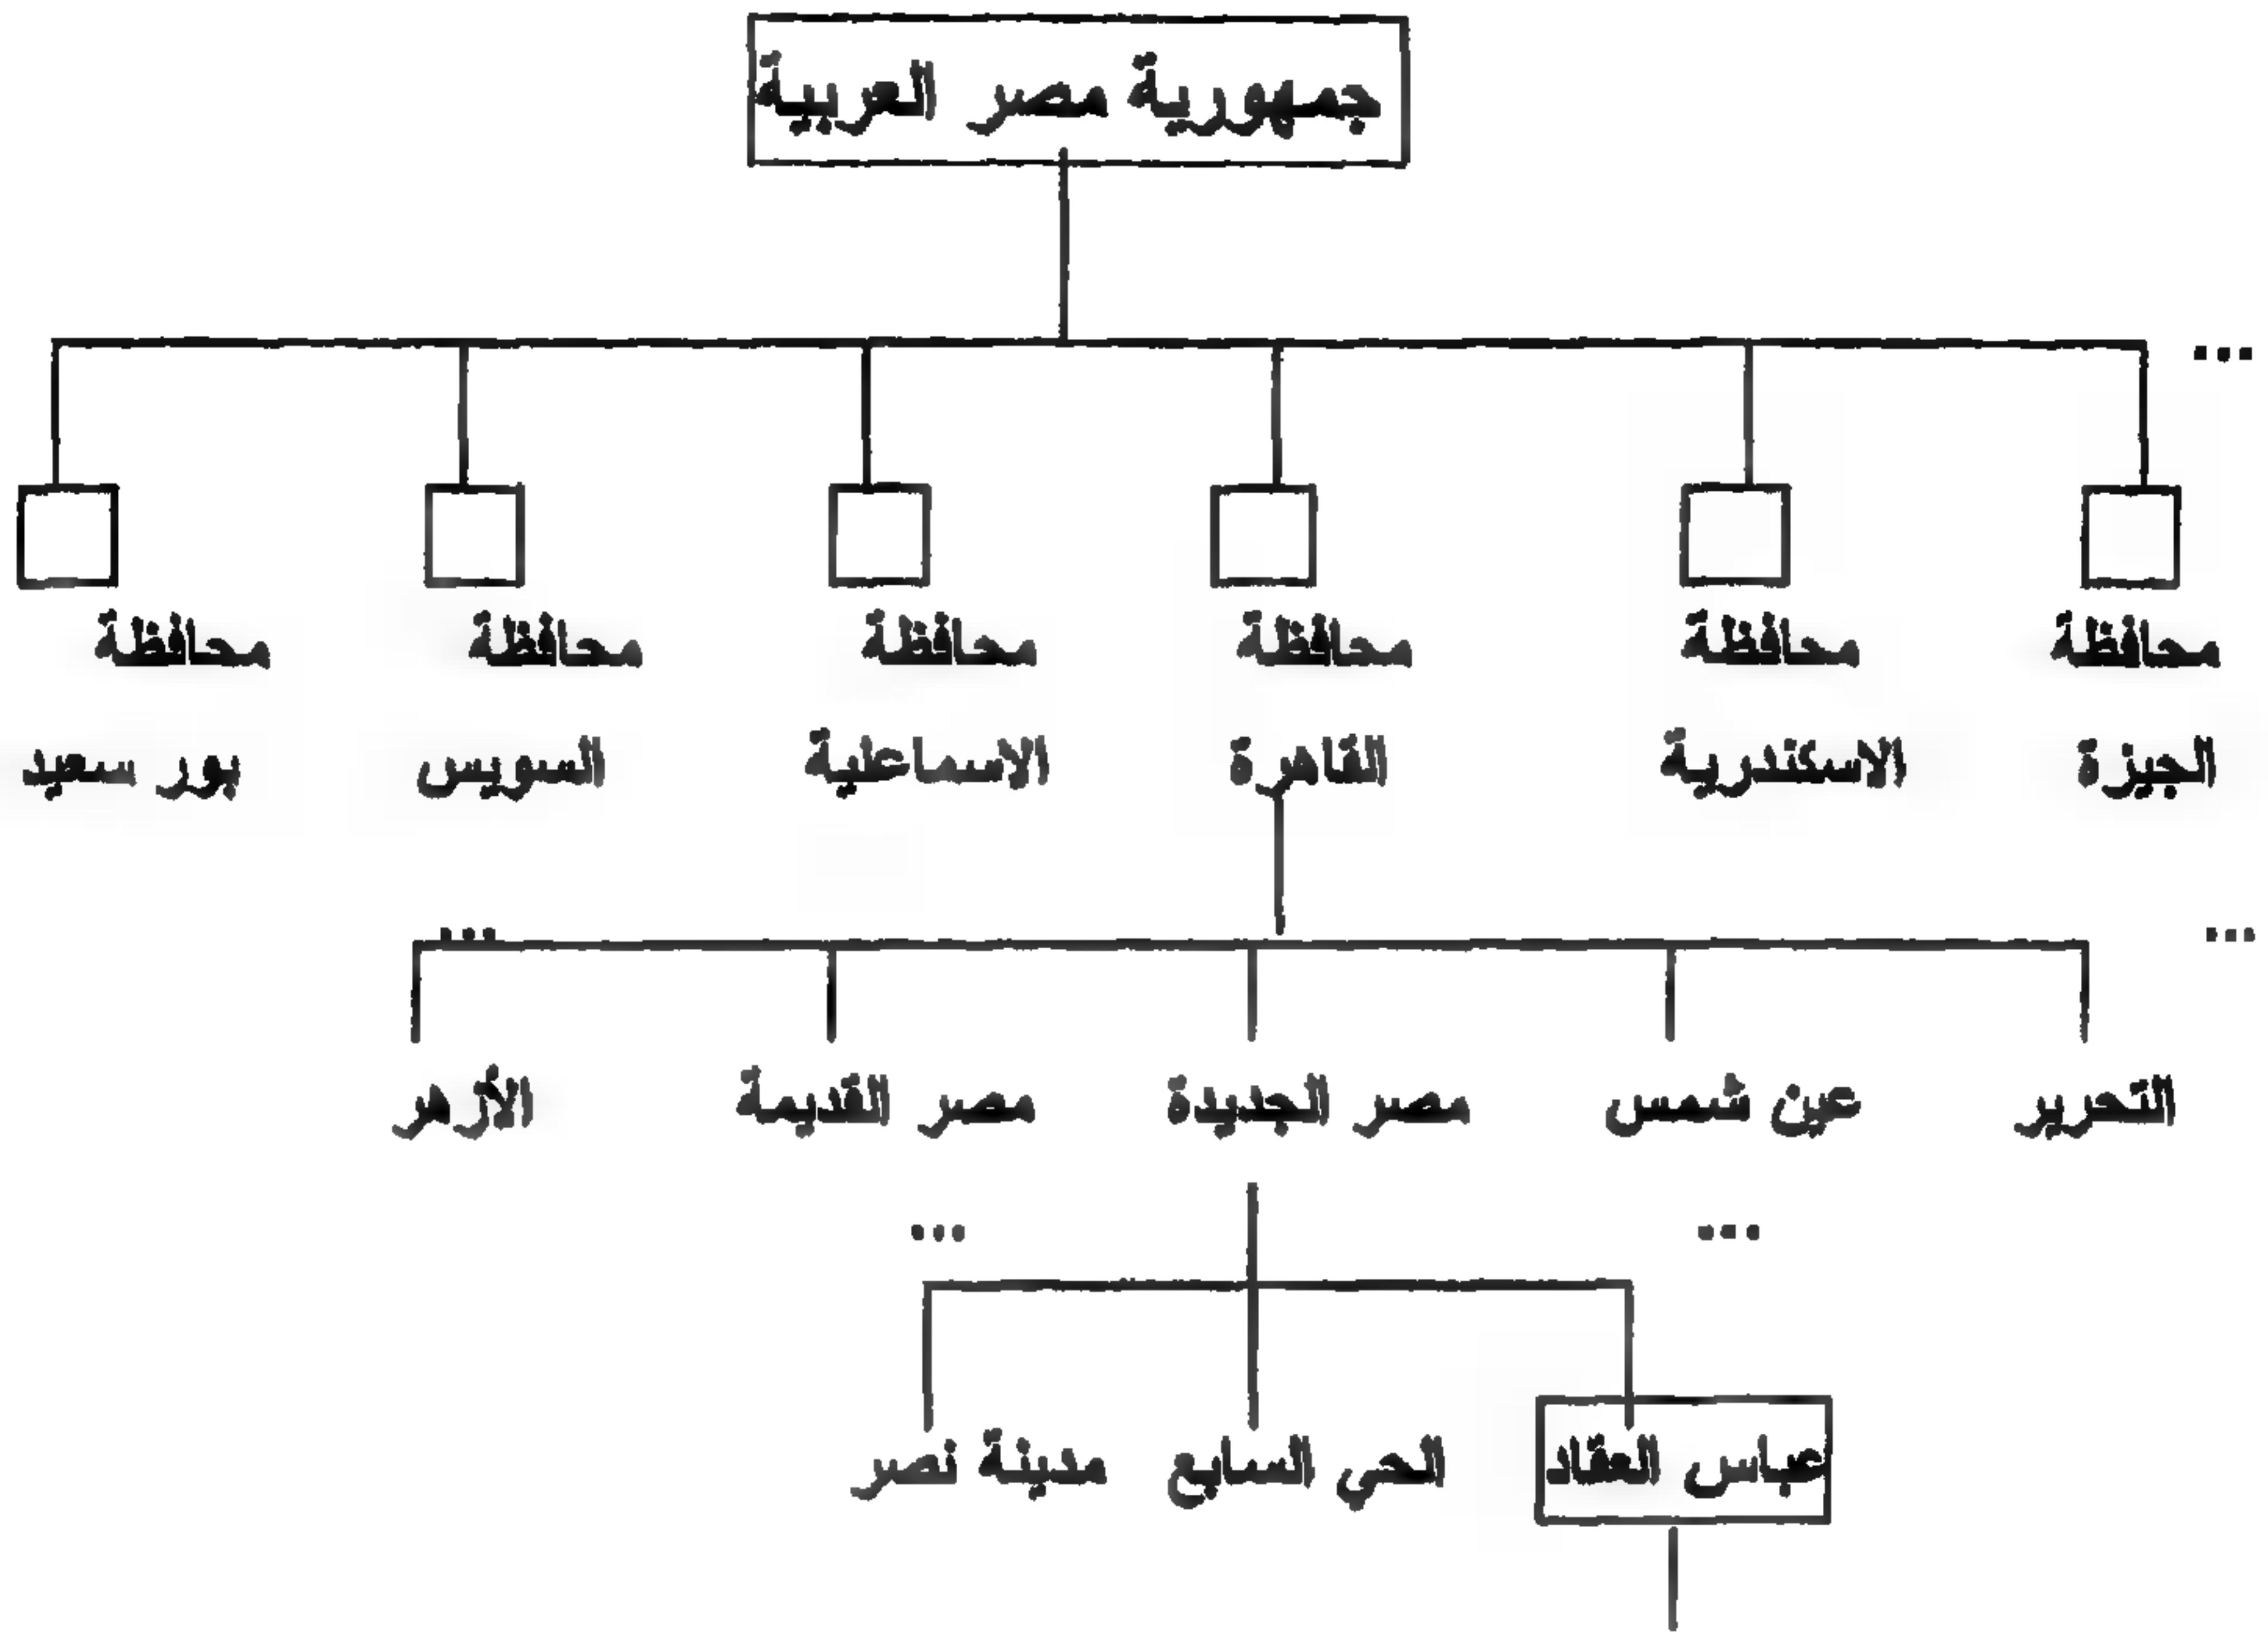 جمهورية مصر العربية
...
محافظة محافظة محافظة محافظة محافظة محافظة
الجيزة الاسكندرية القاهرة الاسماعلية السويس بور سعيد
... ...
التحرير عين شمس مصر الجديدة مصر القديمة الأزهر
... ...
عباس العقاد الحي السابع مدينة نصر